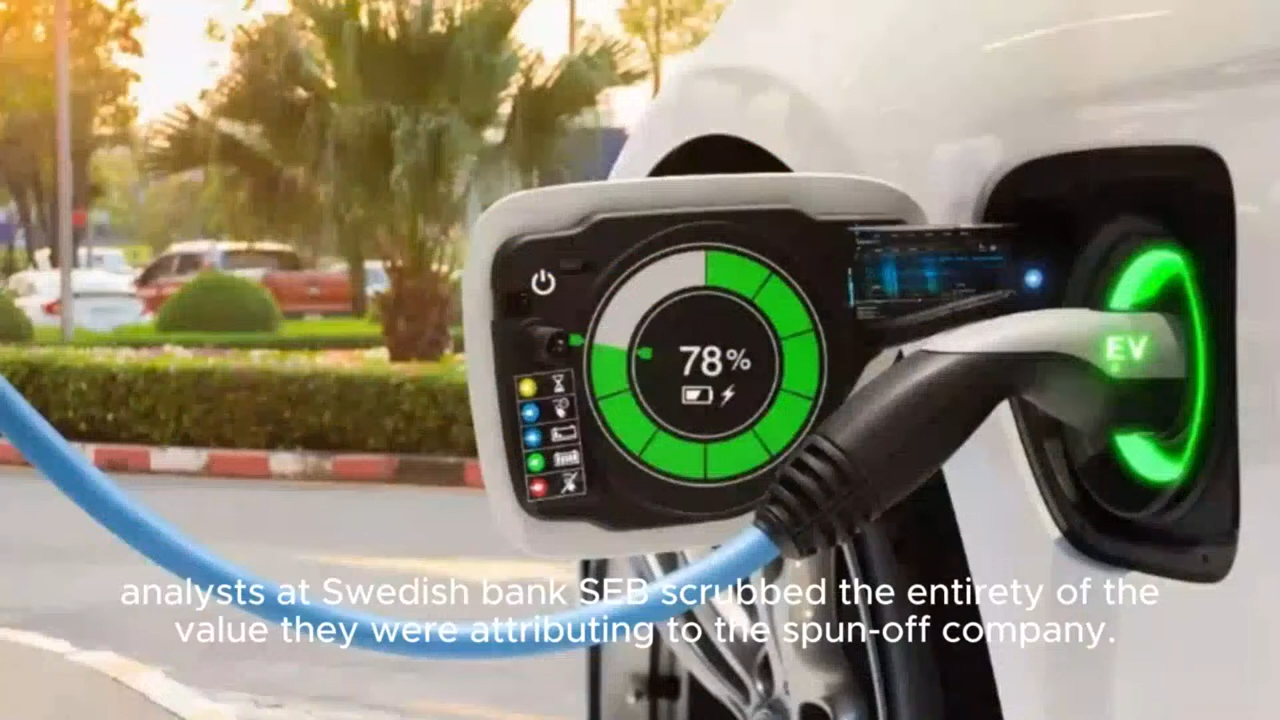 78%
EV
analysts at Swedish bank SEB scrubbed the entirety of the
value they were attributing to the spun-off company.